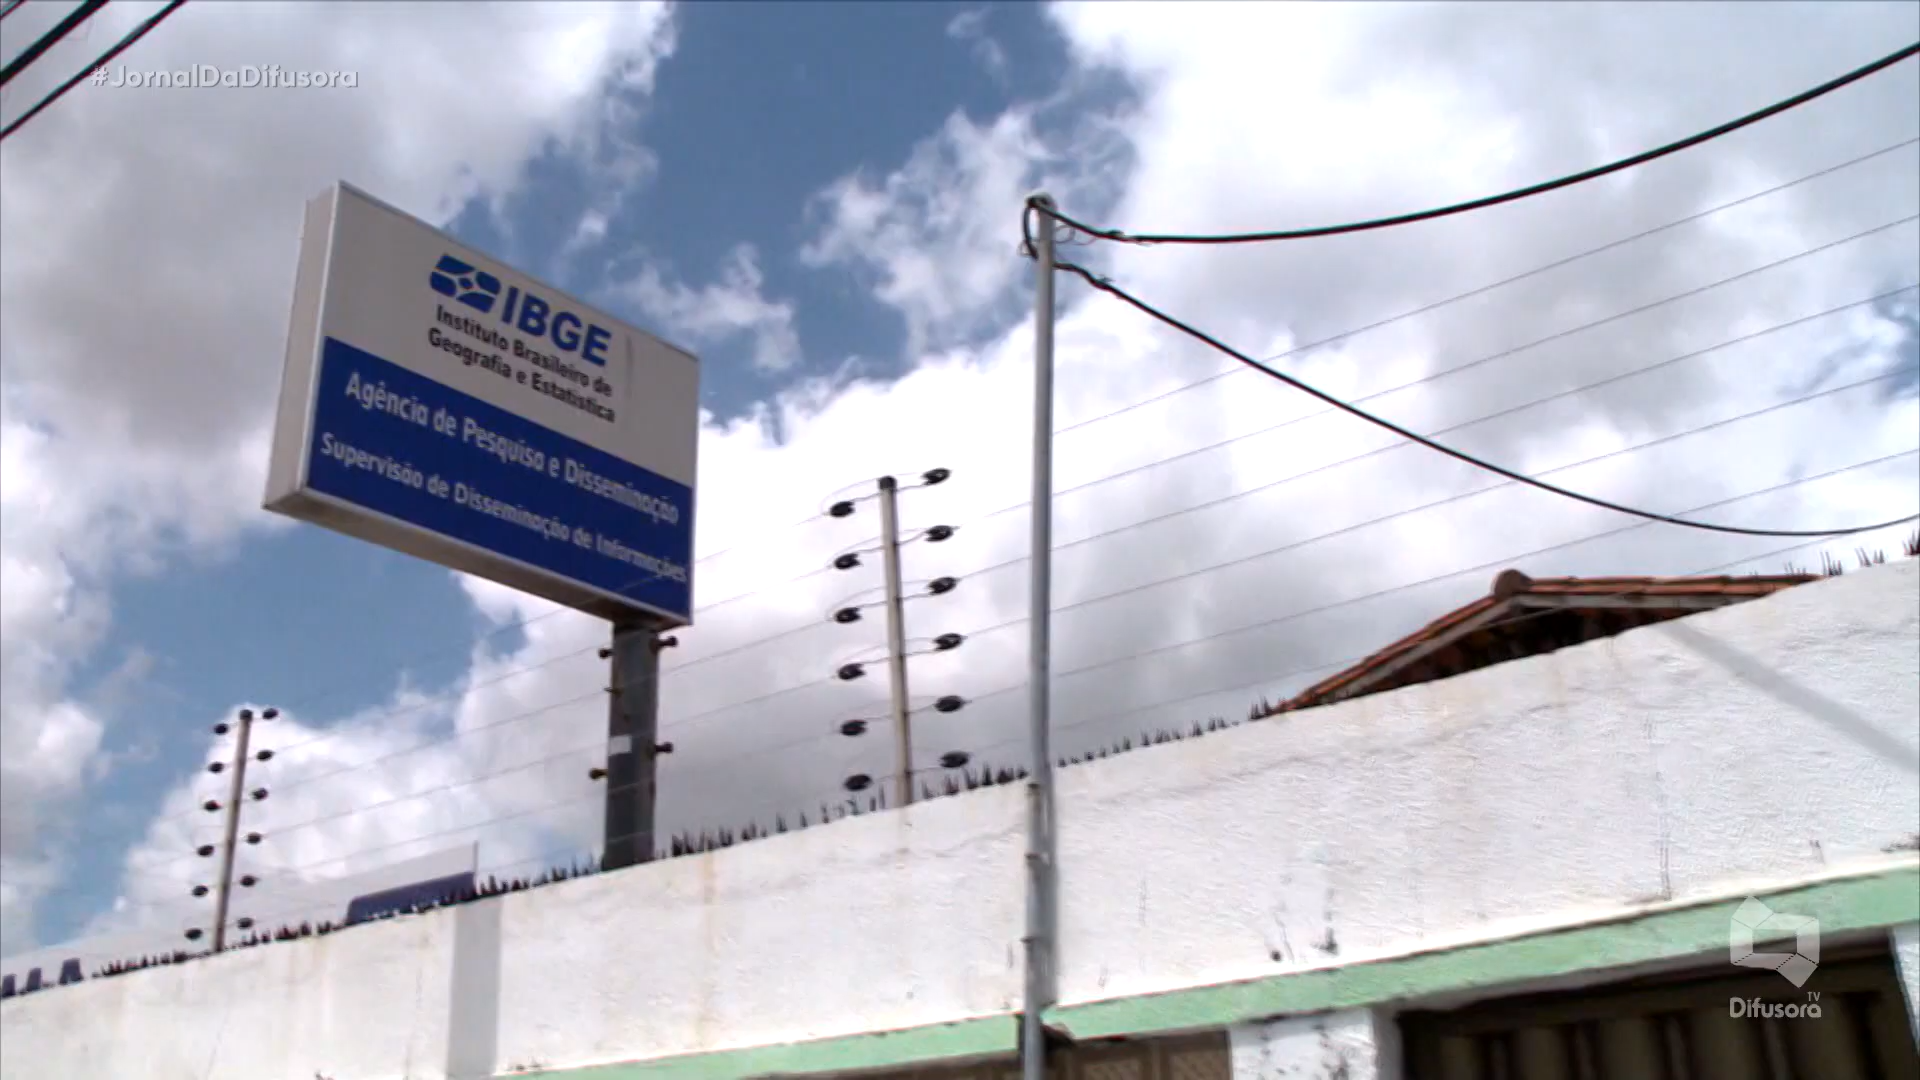 #JornalDaDifusora
IBGE
Instituto Brasileiro de
Geografia e Estatística
Agência de Pesquisa e Disseminação
Supervisão de Disseminação de Informações
TV
Difusora